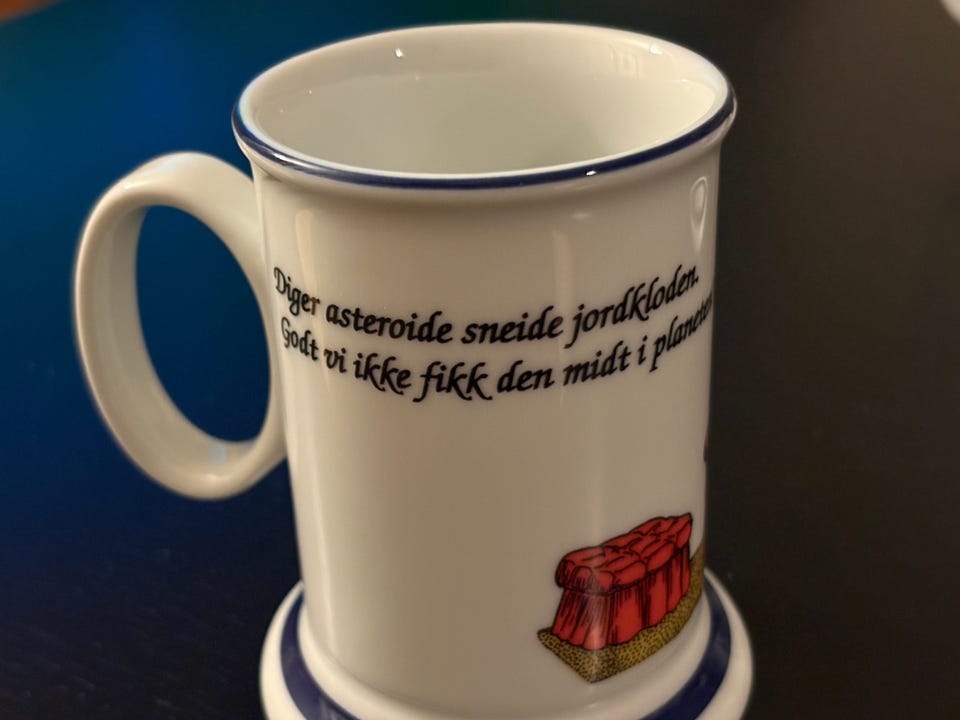 Diger asteroide sneide jordkloden.
Godt vi ikke fikk den midt i planeten